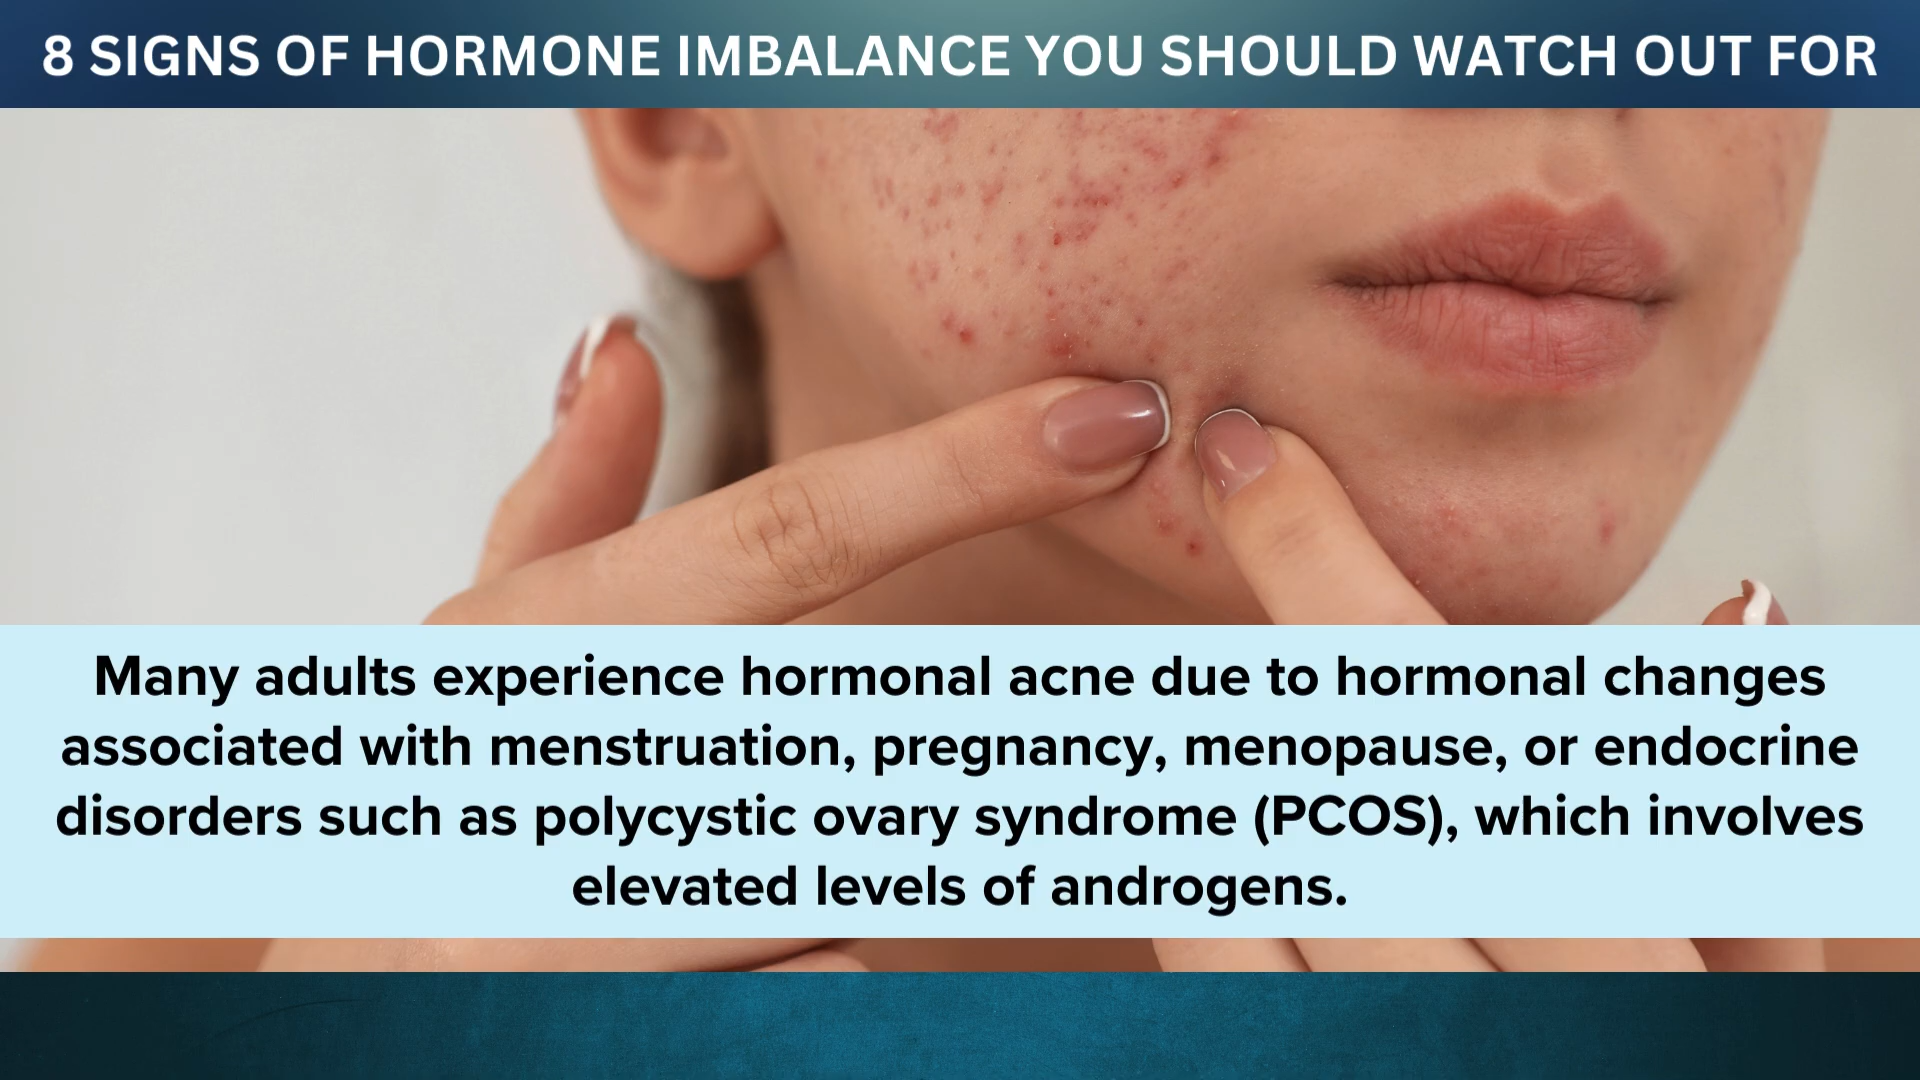 8 SIGNS OF HORMONE IMBALANCE YOU SHOULD WATCH OUT FOR
Many adults experience hormonal acne due to hormonal changes
associated with menstruation, pregnancy, menopause, or endocrine
disorders such as polycystic ovary syndrome (PCOS), which involves
elevated levels of androgens.